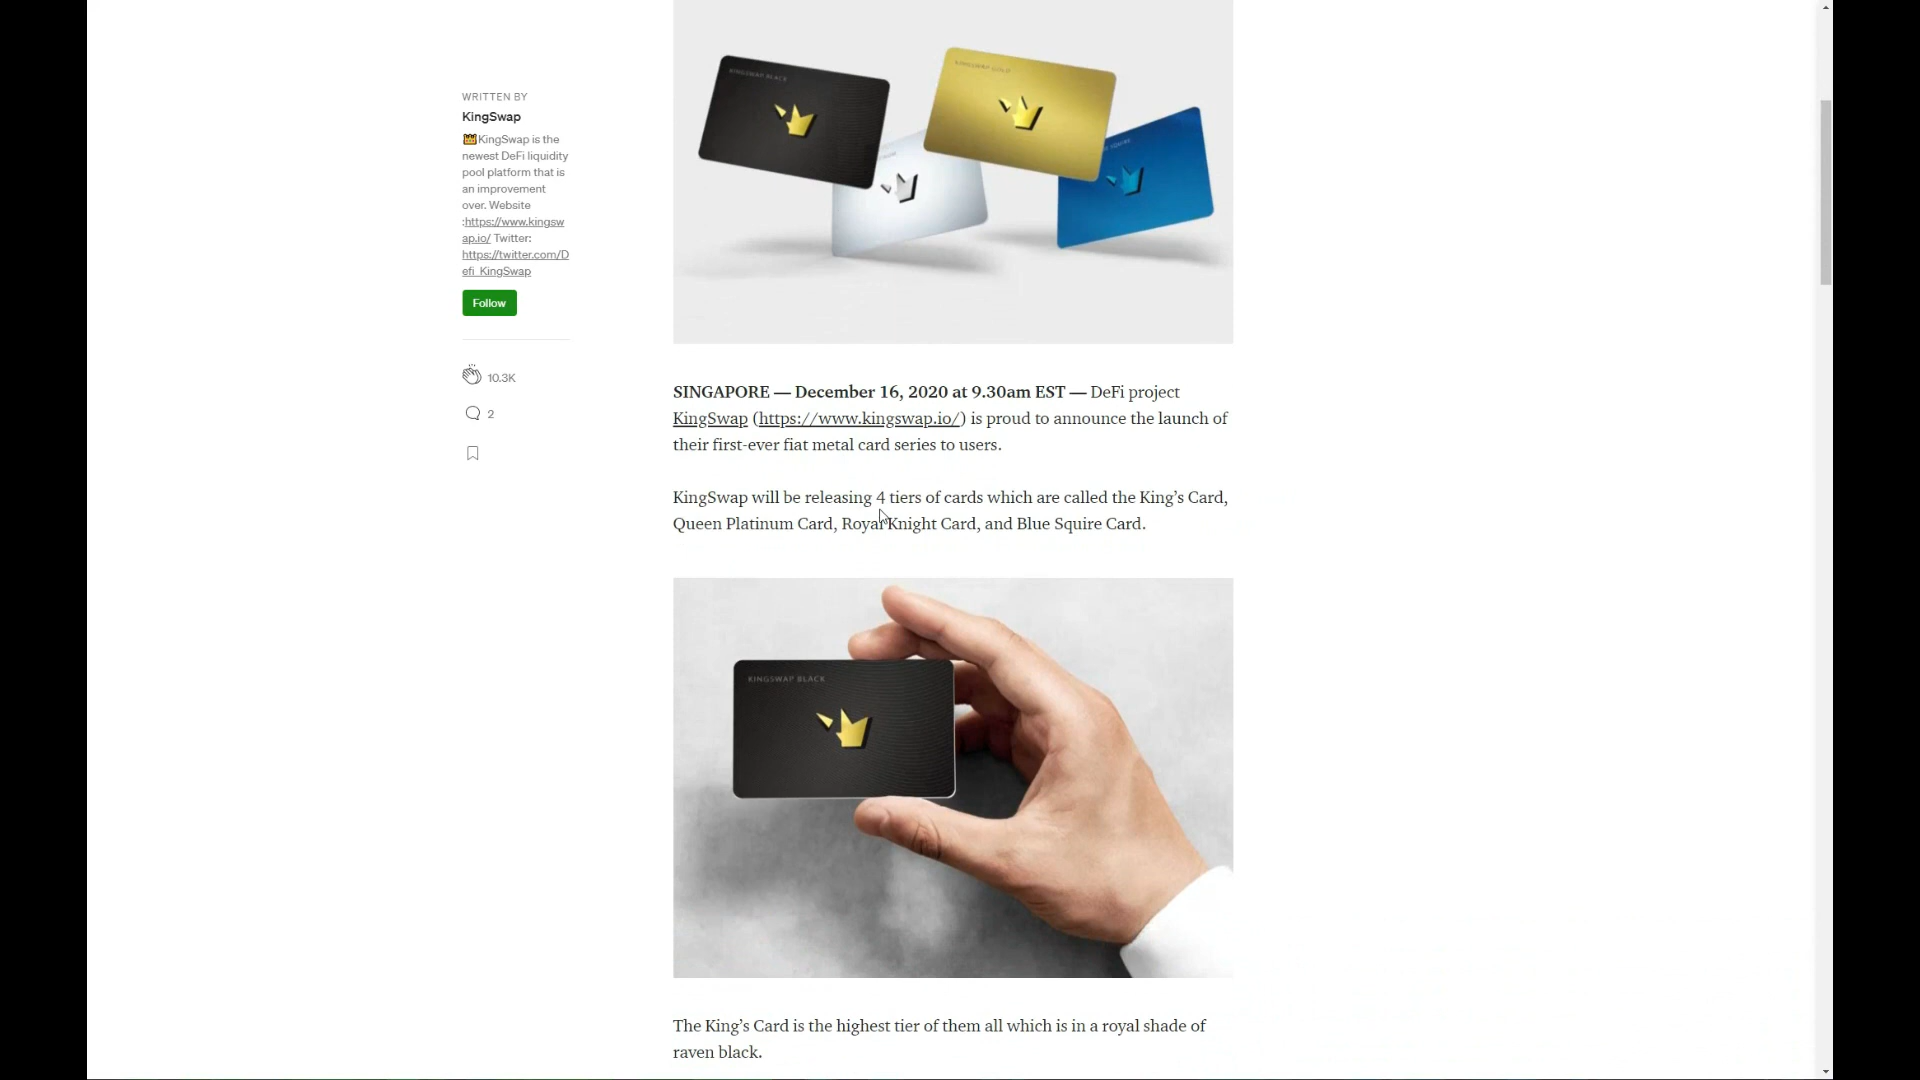 KINGSWAP BLACK
KINGSWAP GOLD
SQUIRE
WRITTEN BY
KingSwap
KingSwap is the
newest DeFi liquidity
pool platform that is
an improvement
over. Website
:https://www.kingsw
ap.io/ Twitter:
https://twitter.com/D
efi_KingSwap
Follow
10.3K
2
SINGAPORE — December 16, 2020 at 9.30am EST — DeFi project
KingSwap (https://www.kingswap.io/) is proud to announce the launch of
their first-ever fiat metal card series to users.
KingSwap will be releasing 4 tiers of cards which are called the King’s Card,
Queen Platinum Card, Royal Knight Card, and Blue Squire Card.
KINGSWAP BLACK
The King’s Card is the highest tier of them all which is in a royal shade of
raven black.